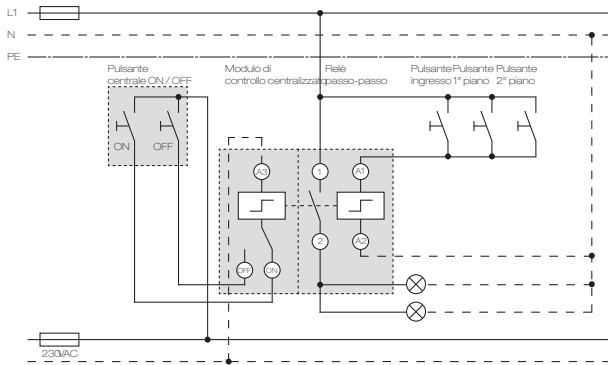 L1
N
PE
Pulsante
centrale ON / OFF
Modulo di
controllo centralizzato
Relè
passo-passo
Pulsante
ingresso
Pulsante
1° piano
Pulsante
2° piano
ON
OFF
A3
1
A1
2
A2
OFF
ON
230VAC